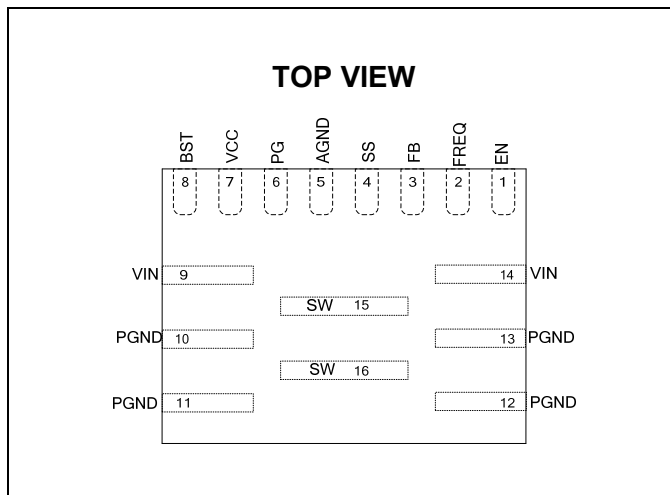 TOP VIEW
BST VCC PG AGND SS FB FREQ EN
8 7 6 5 4 3 2 1
VIN 9 14 VIN
SW 15
PGND 10 13 PGND
SW 16
PGND 11 12 PGND